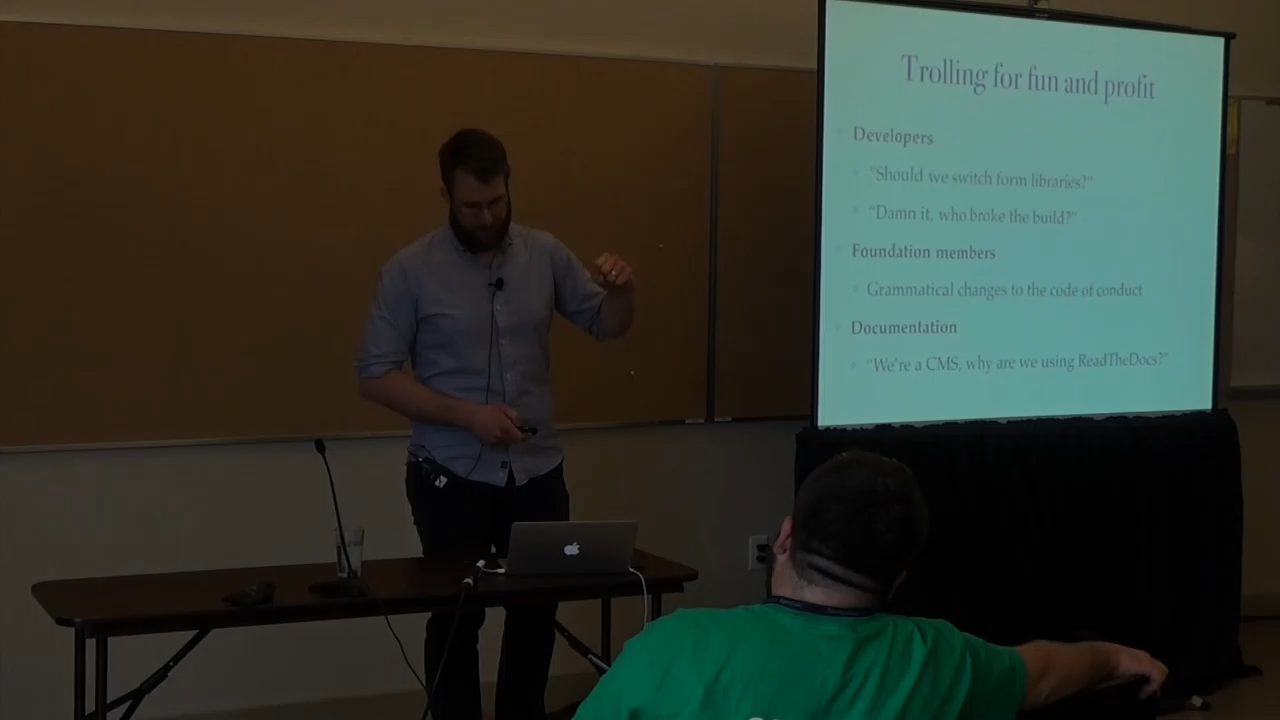 Trolling for fun and profit
Developers
"Should we switch form libraries?"
"Damn it, who broke the build?"
Foundation members
Grammatical changes to the code of conduct
Documentation
"We're a CMS, why are we using ReadTheDocs?"